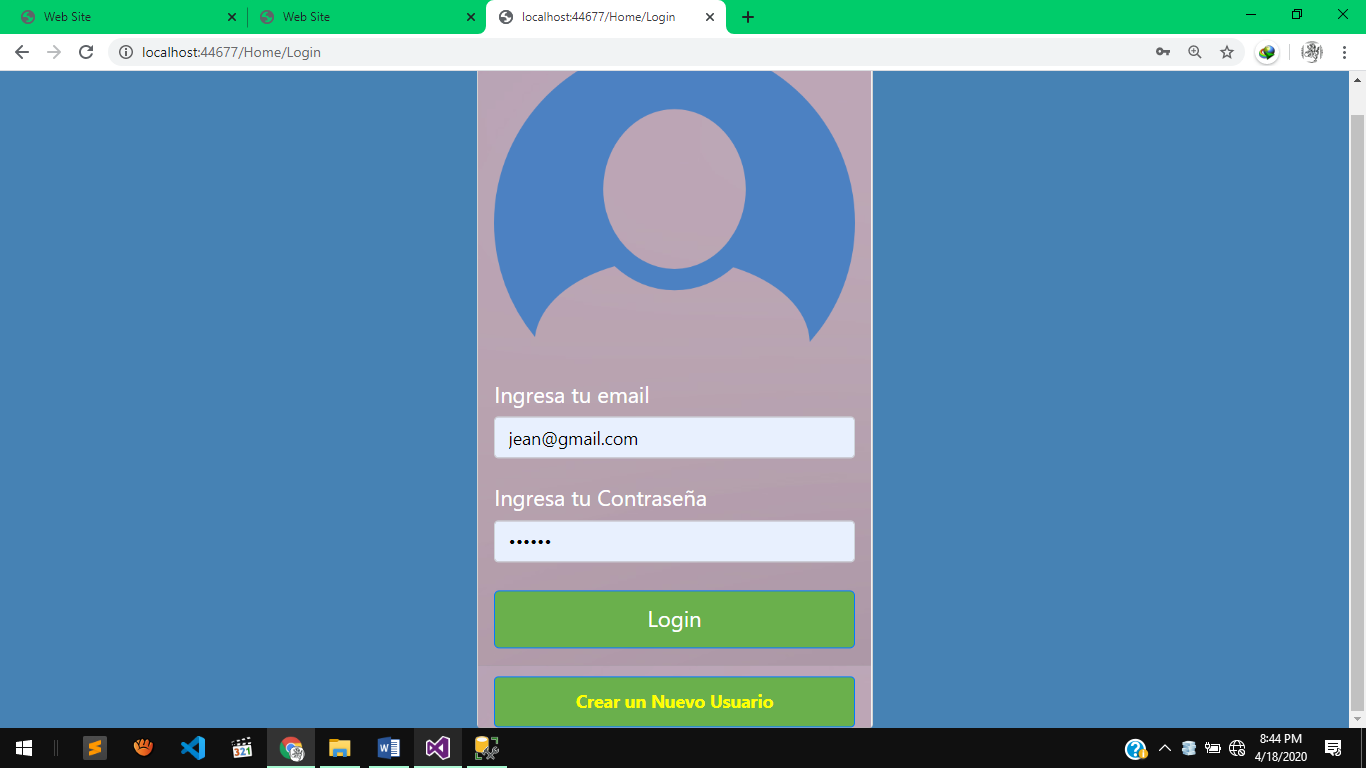 Web Site
Web Site
localhost:44677/Home/Login
localhost:44677/Home/Login
Ingresa tu email
jean@gmail.com
Ingresa tu Contraseña
••••••
Login
Crear un Nuevo Usuario
321
8:44 PM
4/18/2020